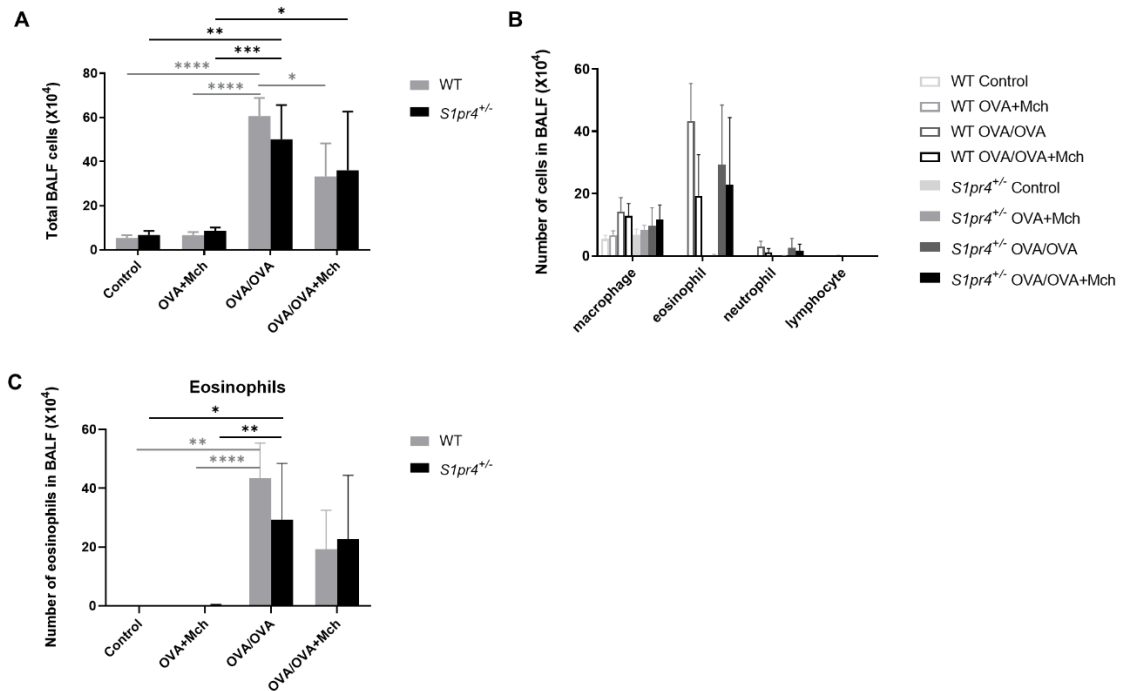 A
*
**
***
****
****
*
80
60
40
20
0
Total BALF cells (X10⁴)
Control
OVA+Mch
OVA/OVA
OVA/OVA+Mch
WT
S1pr4+/-
B
60
40
20
0
Number of cells in BALF (X10⁴)
macrophage
eosinophil
neutrophil
lymphocyte
WT Control
WT OVA+Mch
WT OVA/OVA
WT OVA/OVA+Mch
S1pr4+/- Control
S1pr4+/- OVA+Mch
S1pr4+/- OVA/OVA
S1pr4+/- OVA/OVA+Mch
C
Eosinophils
*
**
**
****
60
40
20
0
Number of eosinophils in BALF (X10⁴)
Control
OVA+Mch
OVA/OVA
OVA/OVA+Mch
WT
S1pr4+/-